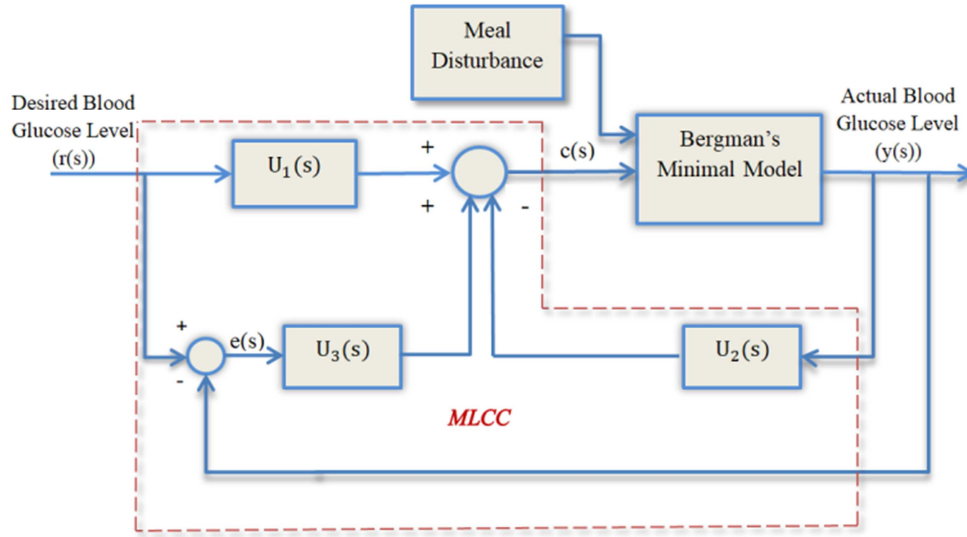 Meal
Disturbance
Desired Blood
Glucose Level
(r(s))
Actual Blood
Glucose Level
(y(s))
U₁(s)
+
+
-
c(s)
Bergman's
Minimal Model
+
-
e(s)
U₃(s)
U₂(s)
MLCC